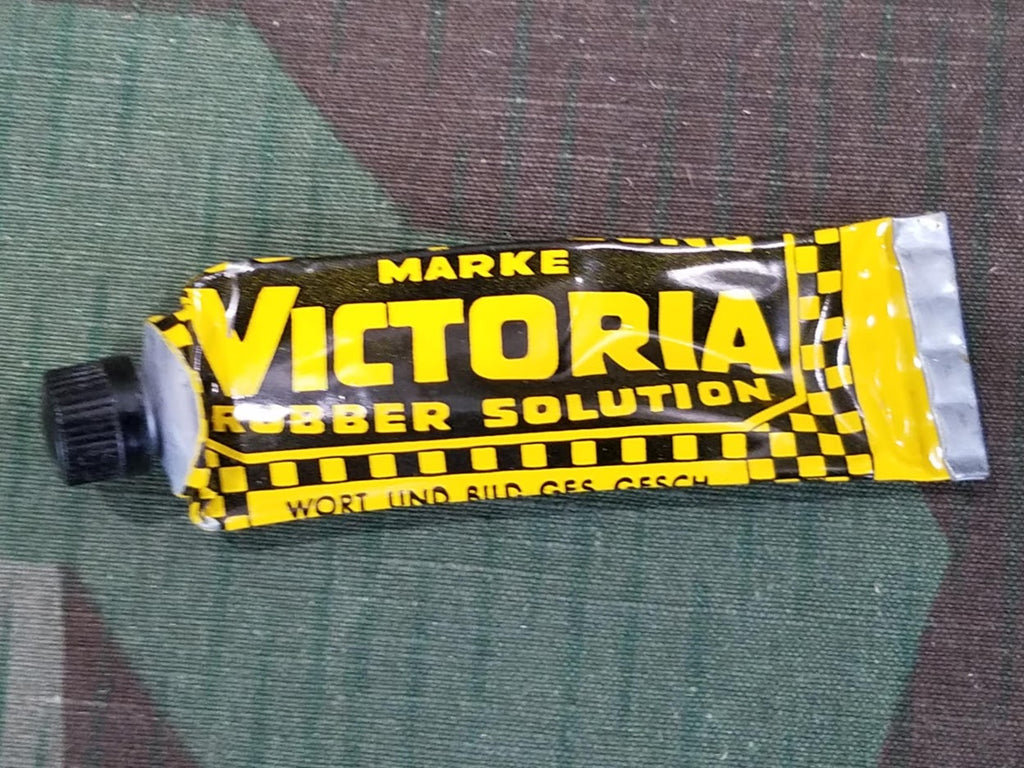 MARKE
VICTORIA
RUBBER SOLUTION
WORT UND BILD GES. GESCH.